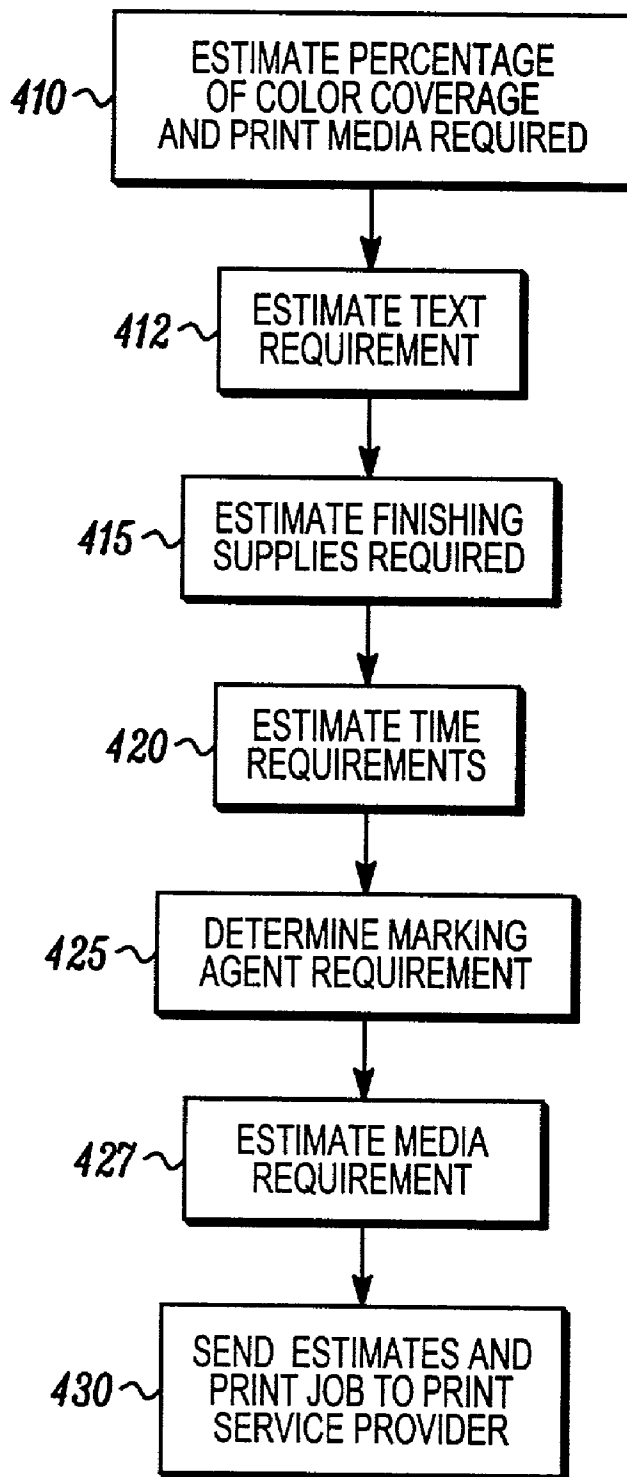 410
ESTIMATE PERCENTAGE
OF COLOR COVERAGE
AND PRINT MEDIA REQUIRED
412
ESTIMATE TEXT
REQUIREMENT
415
ESTIMATE FINISHING
SUPPLIES REQUIRED
420
ESTIMATE TIME
REQUIREMENTS
425
DETERMINE MARKING
AGENT REQUIREMENT
427
ESTIMATE MEDIA
REQUIREMENT
430
SEND ESTIMATES AND
PRINT JOB TO PRINT
SERVICE PROVIDER